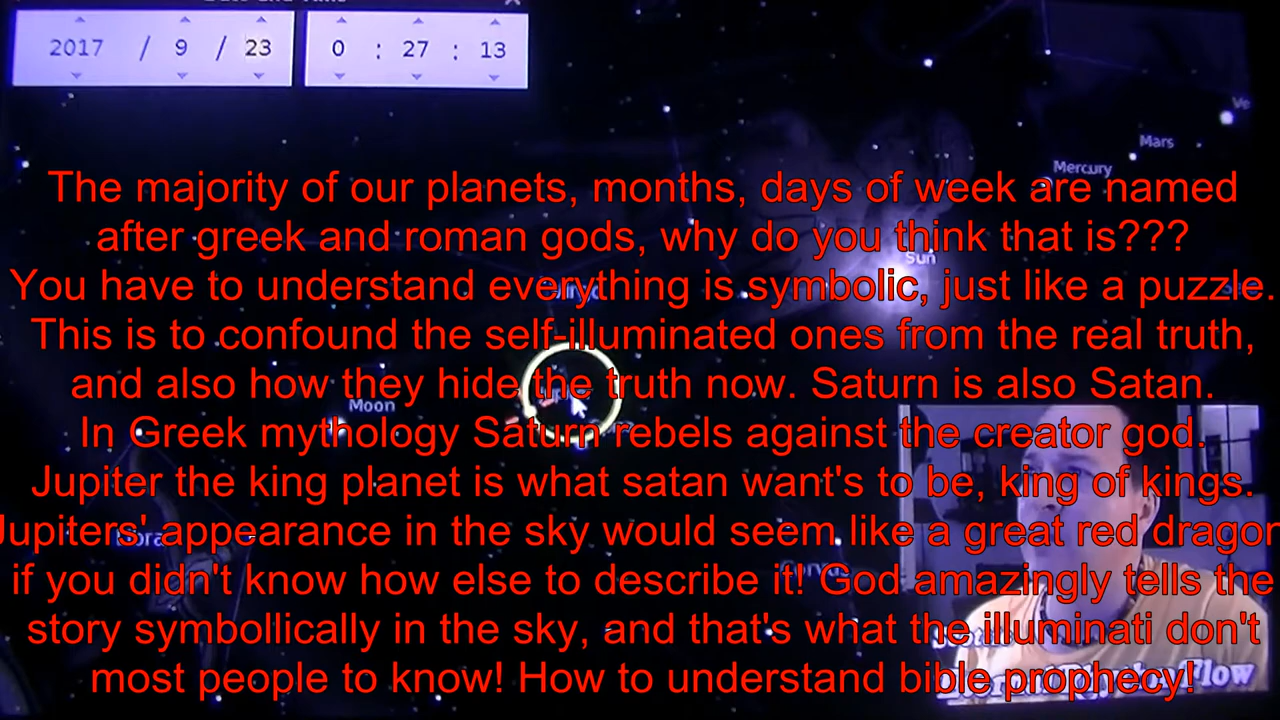 2017 / 9 / 23 0 : 27 : 13
Mars
Mercury
Sun
The majority of our planets, months, days of week are named
after greek and roman gods, why do you think that is???
You have to understand everything is symbolic, just like a puzzle.
This is to confound the self-illuminated ones from the real truth,
and also how they hide the truth now. Saturn is also Satan.
Moon
In Greek mythology Saturn rebels against the creator god.
Jupiter the king planet is what satan want's to be, king of kings.
Jupiters' appearance in the sky would seem like a great red dragon
if you didn't know how else to describe it! God amazingly tells the
story symbollically in the sky, and that's what the illuminati don't
most people to know! How to understand bible prophecy!
Flow